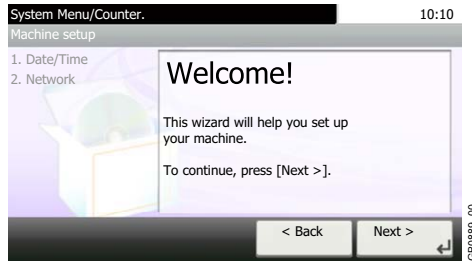 System Menu/Counter.
10:10
Machine setup
1. Date/Time
2. Network
Welcome!
This wizard will help you set up
your machine.
To continue, press [Next >].
< Back
Next >